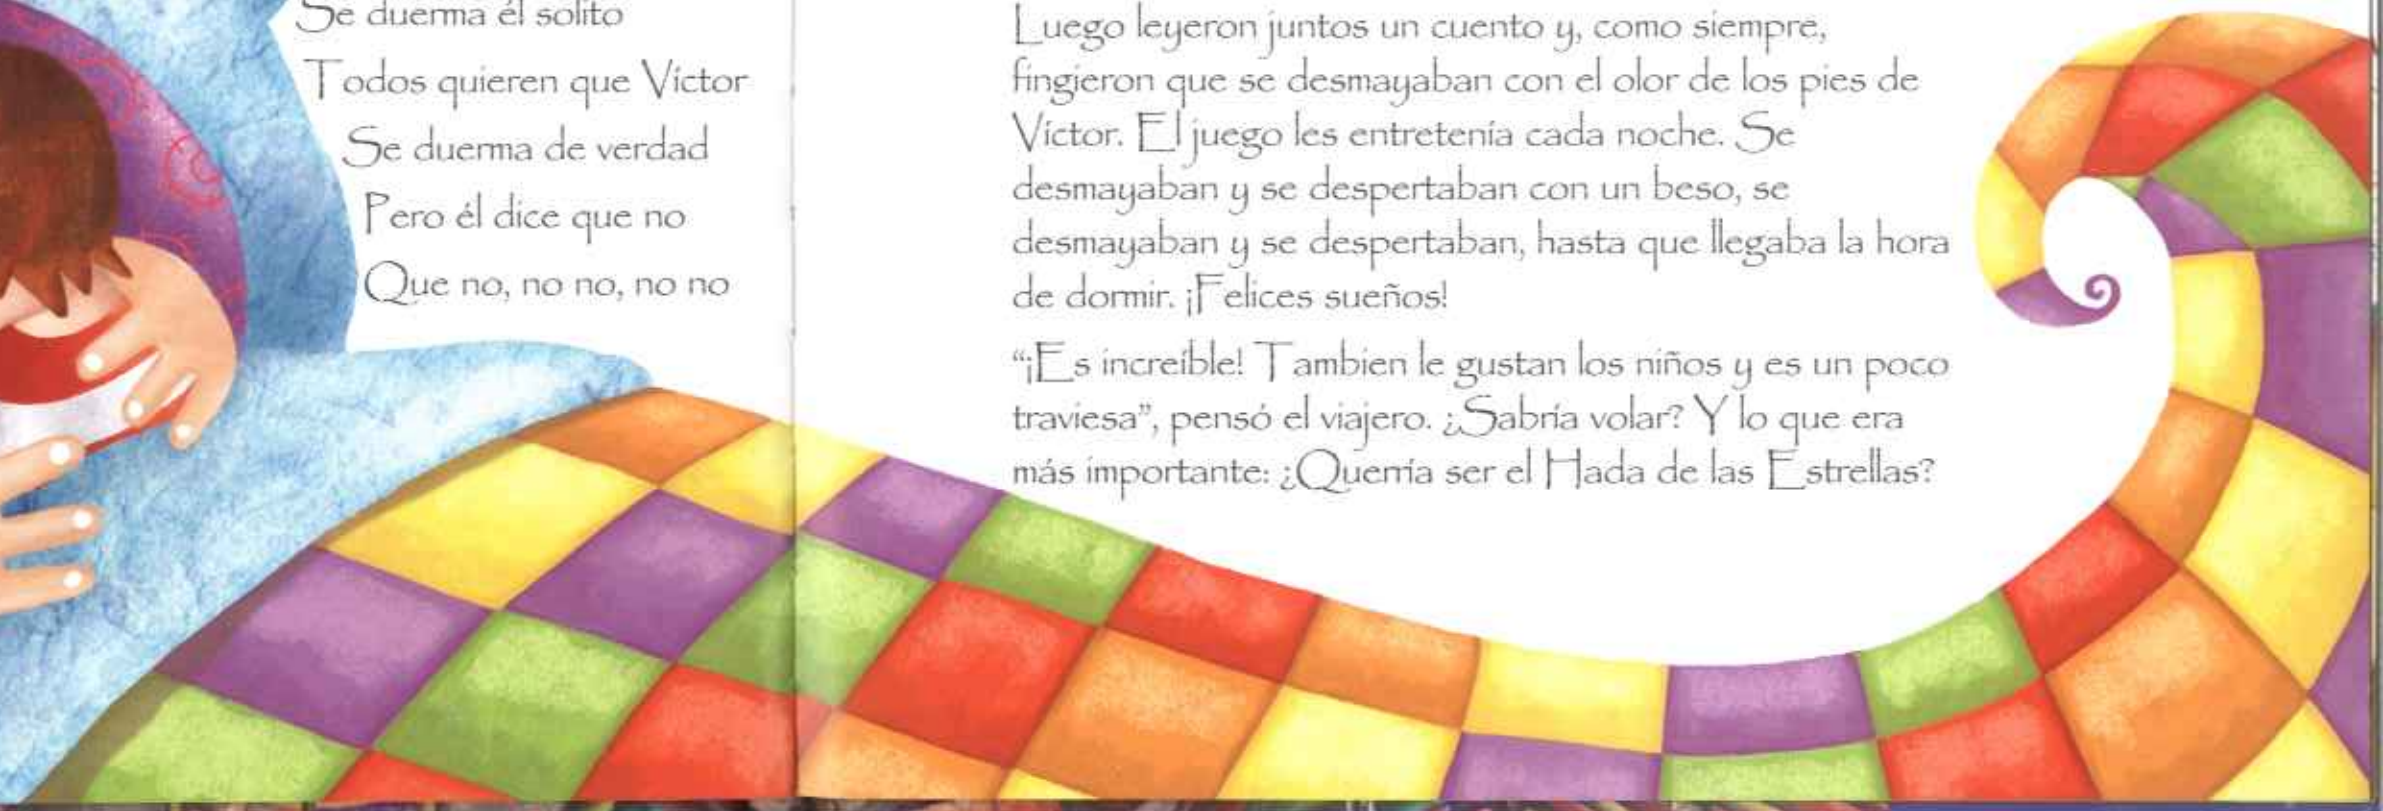 Se duerma él solito
Todos quieren que Víctor
Se duerma de verdad
Pero él dice que no
Que no, no no, no no
Luego leyeron juntos un cuento y, como siempre,
fingieron que se desmayaban con el olor de los pies de
Víctor. El juego les entretenía cada noche. Se
desmayaban y se despertaban con un beso, se
desmayaban y se despertaban, hasta que llegaba la hora
de dormir. ¡Felices sueños!
“¡Es increíble! Tambien le gustan los niños y es un poco
traviesa”, pensó el viajero. ¿Sabría volar? Y lo que era
más importante: ¿Querría ser el Hada de las Estrellas?